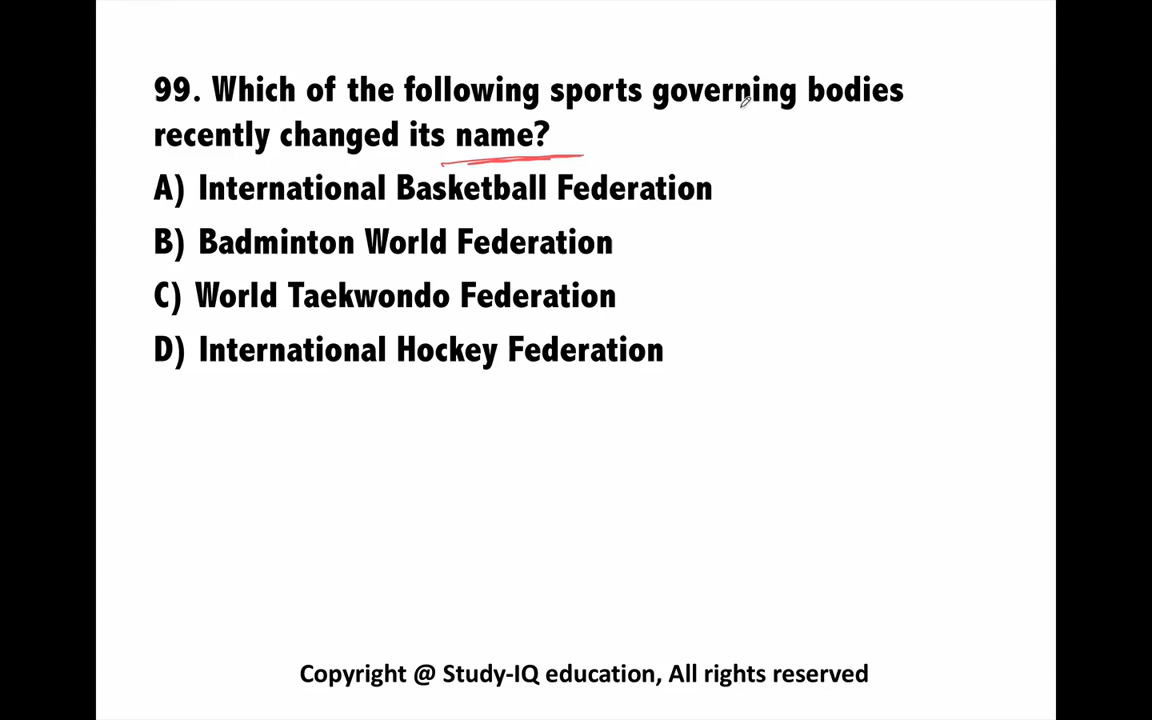 99. Which of the following sports governing bodies
recently changed its name?
A) International Basketball Federation
B) Badminton World Federation
C) World Taekwondo Federation
D) International Hockey Federation
Copyright @ Study-IQ education, All rights reserved